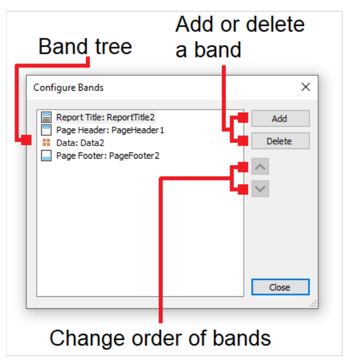 Add or delete
a band
Band tree
Configure Bands
Report Title: ReportTitle2
Page Header: PageHeader1
Data: Data2
Page Footer: PageFooter2
Add
Delete
Close
Change order of bands